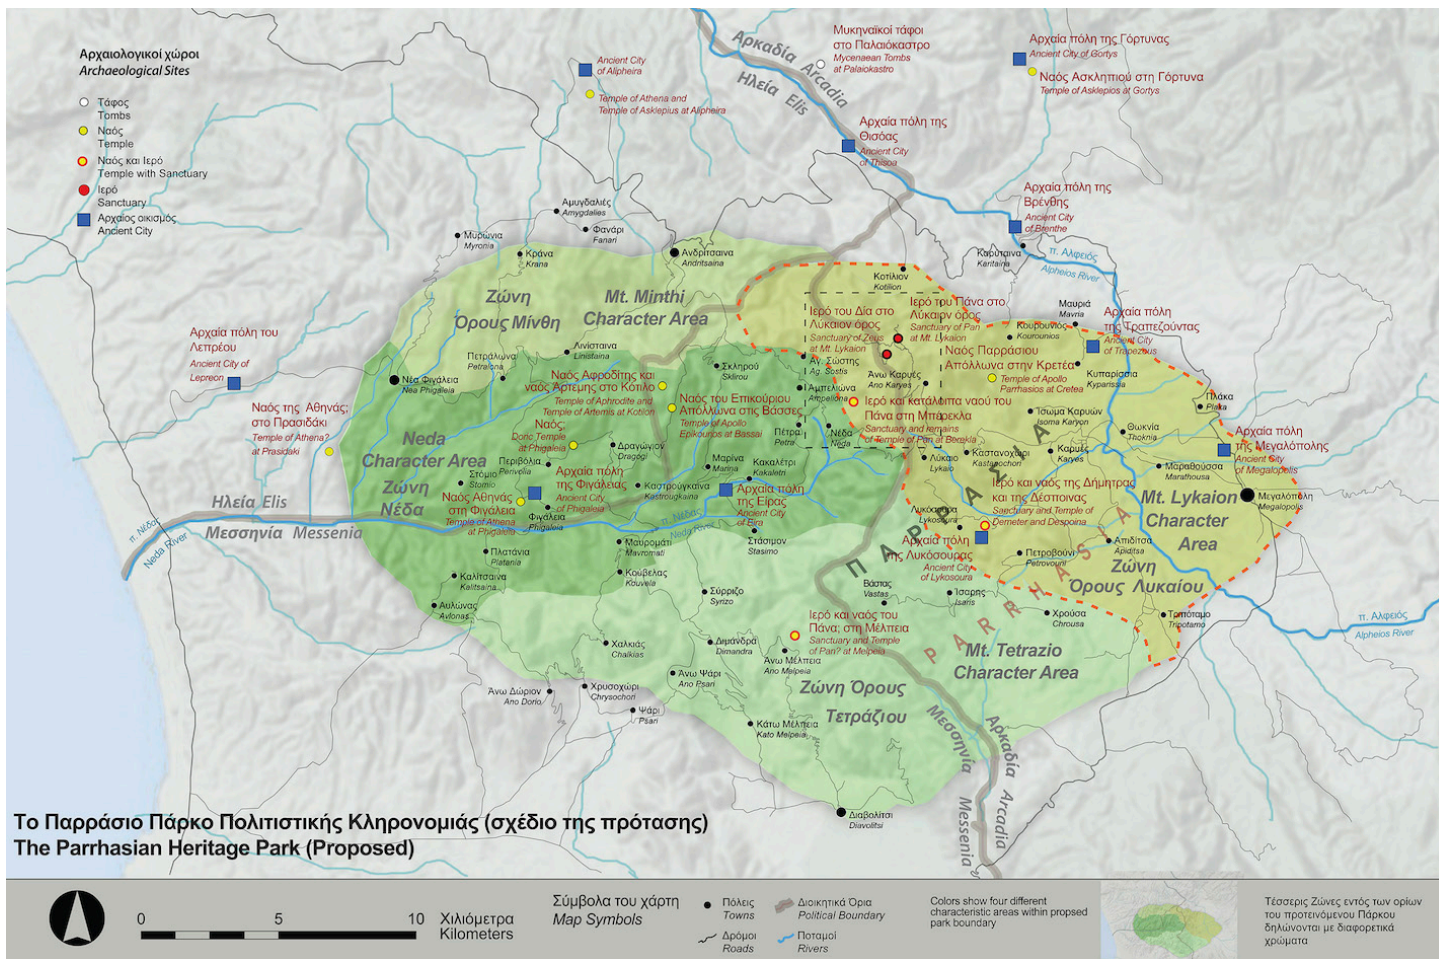 Αρχαιολογικοί χώροι
Archaeological Sites
Τάφος
Tombs
Ναός
Temple
Ναός και Ιερό
Temple with Sanctuary
Ιερό
Sanctuary
Αρχαίος οικισμός
Ancient City
Ancient City
of Alipheira
Temple of Athena and
Temple of Asklepius at Alipheira
Αρκαδία Arcadia
Ηλεία Elis
Μυκηναϊκοί τάφοι
στο Παλαιόκαστρο
Mycenaean Tombs
at Palaiokastro
Αρχαία πόλη της Γόρτυνας
Ancient City of Gortys
Ναός Ασκληπιού στη Γόρτυνα
Temple of Asklepios at Gortys
Αρχαία πόλη της
Θισόας
Ancient City
of Thisoa
Αρχαία πόλη της
Βρένθης
Ancient City
of Brenthe
Αμυγδαλιές
Amygdalies
Φανάρι
Fanari
Μυρώνια
Myronia
Κράνα
Krana
Ανδρίτσαινα
Andritsaina
Καρύταινα
Karitaina
π. Αλφειός
Alpheios River
Κοτίλιον
Kotilion
Ζώνη
Όρους Μίνθη
Mt. Minthi
Character Area
Ιερό του Δία στο
Λύκαιον όρος
Sanctuary of Zeus
at Mt. Lykaion
Ιερό του Πάνα στο
Λύκαιον όρος
Sanctuary of Pan
at Mt. Lykaion
Μαυριά
Mavria
Κουρουνιός
Kourounios
Αρχαία πόλη
της Τραπεζούντας
Ancient City
of Trapezous
Αρχαία πόλη του
Λεπρέου
Ancient City of
Lepreon
Λινίσταινα
Linistaina
Πετράλωνα
Petralona
Νέα Φιγάλεια
Nea Phigaleia
Ναός Αφροδίτης και
ναός Άρτεμης στο Κότιλο
Temple of Aphrodite and
Temple of Artemis at Kotion
Σκληρού
Sklirou
Αγ. Σώστης
Ag. Sostis
Άνω Καρυές
Ano Karyes
Ναός Παρράσιου
Απόλλωνα στην Κρετέα
Temple of Apollo
Parrhasios at Cretea
Κυπαρίσσια
Kyparissia
Ναός του Επικούριου
Απόλλωνα στις Βάσσες
Temple of Apollo
Epikourios at Bassai
Αμπελιώνα
Ampeliona
Ιερό και κατάλοιπα ναού του
Πάνα στη Μπέρεκλα
Sanctuary and remains
of Temple of Pan at Berekla
Πλάκα
Plaka
Ναός της Αθηνάς;
στο Πρασιδάκι
Temple of Athena?
at Prasidaki
Ναός;
Doric Temple
at Phigaleia
Πέτρα
Petra
Νέδα
Neda
Ίσωμα Καρυών
Isoma Karyon
Θωκνία
Thoknia
Αρχαία πόλη
της Μεγαλόπολης
Ancient City
of Megalopolis
Neda
Character Area
Ζώνη
Νέδα
Δραγώγιον
Dragogi
Περιβόλια
Perivolia
Στόμιο
Stomio
Μαρίνα
Marina
Κακαλέτρι
Kakaletri
Λύκαιο
Lykaio
Καστανοχώρι
Kastanochori
Καρυές
Karyes
Μαραθούσσα
Marathousa
Αρχαία πόλη
της Φιγάλειας
Ancient City
of Phigaleia
Καστρούγκαινα
Kastrougkaina
Αρχαία πόλη
της Είρας
Ancient City
of Eira
Ιερό και ναός της Δήμητρας
και της Δέσποινας
Sanctuary and Temple of
Demeter and Despoina
Mt. Lykaion
Character
Area
Μεγαλόπολη
Megalopolis
Ναός Αθηνάς
στη Φιγάλεια
Temple of Athena
at Phigaleia
Φιγάλεια
Phigaleia
π. Νέδας
Neda River
Λυκόσουρα
Lykosoura
Ηλεία Elis
Μεσσηνία Messenia
π. Νέδας
Neda River
Στάσιμον
Stasimo
Αρχαία πόλη
της Λυκόσουρας
Ancient City
of Lykosoura
Απιδίτσα
Apiditsa
Πετροβούνι
Petrovouni
Ζώνη
Όρους Λυκαίου
Πλατάνια
Platania
Μαυρομάτι
Mavromati
Καλίτσαινα
Kalitsaina
Κούβελας
Kouvela
ΠΑΡΡΑΣΙΑ
PARRHASIA
Βάστας
Vastas
Ίσαρης
Isaris
Σύρριζο
Syrizo
Αυλώνας
Avlonas
Χρούσα
Chrousa
Τριπόταμο
Tripotamo
π. Αλφειός
Alpheios River
Ιερό και ναός του
Πάνα; στη Μέλπεια
Sanctuary and Temple
of Pan? at Melpeia
Χαλκιάς
Chalkias
Διμάνδρα
Dimandra
Άνω Μέλπεια
Ano Melpeia
Mt. Tetrazio
Character Area
Άνω Ψάρι
Ano Psari
Ζώνη Όρους
Τετράζιου
Άνω Δώριον
Ano Dorio
Χρυσοχώρι
Chrysochori
Ψάρι
Psari
Κάτω Μέλπεια
Kato Melpeia
Μεσσηνία Messenia
Αρκαδία Arcadia
Διαβολίτσι
Diavolitsi
Το Παρράσιο Πάρκο Πολιτιστικής Κληρονομιάς (σχέδιο της πρότασης)
The Parrhasian Heritage Park (Proposed)
0 5 10 Χιλιόμετρα
Kilometers
Σύμβολα του χάρτη
Map Symbols
Πόλεις
Towns
Δρόμοι
Roads
Διοικητικά Όρια
Political Boundary
Ποταμοί
Rivers
Colors show four different
characteristic areas within propsed
park boundary
Τέσσερις Ζώνες εντός των ορίων
του προτεινόμενου Πάρκου
δηλώνονται με διαφορετικά
χρώματα